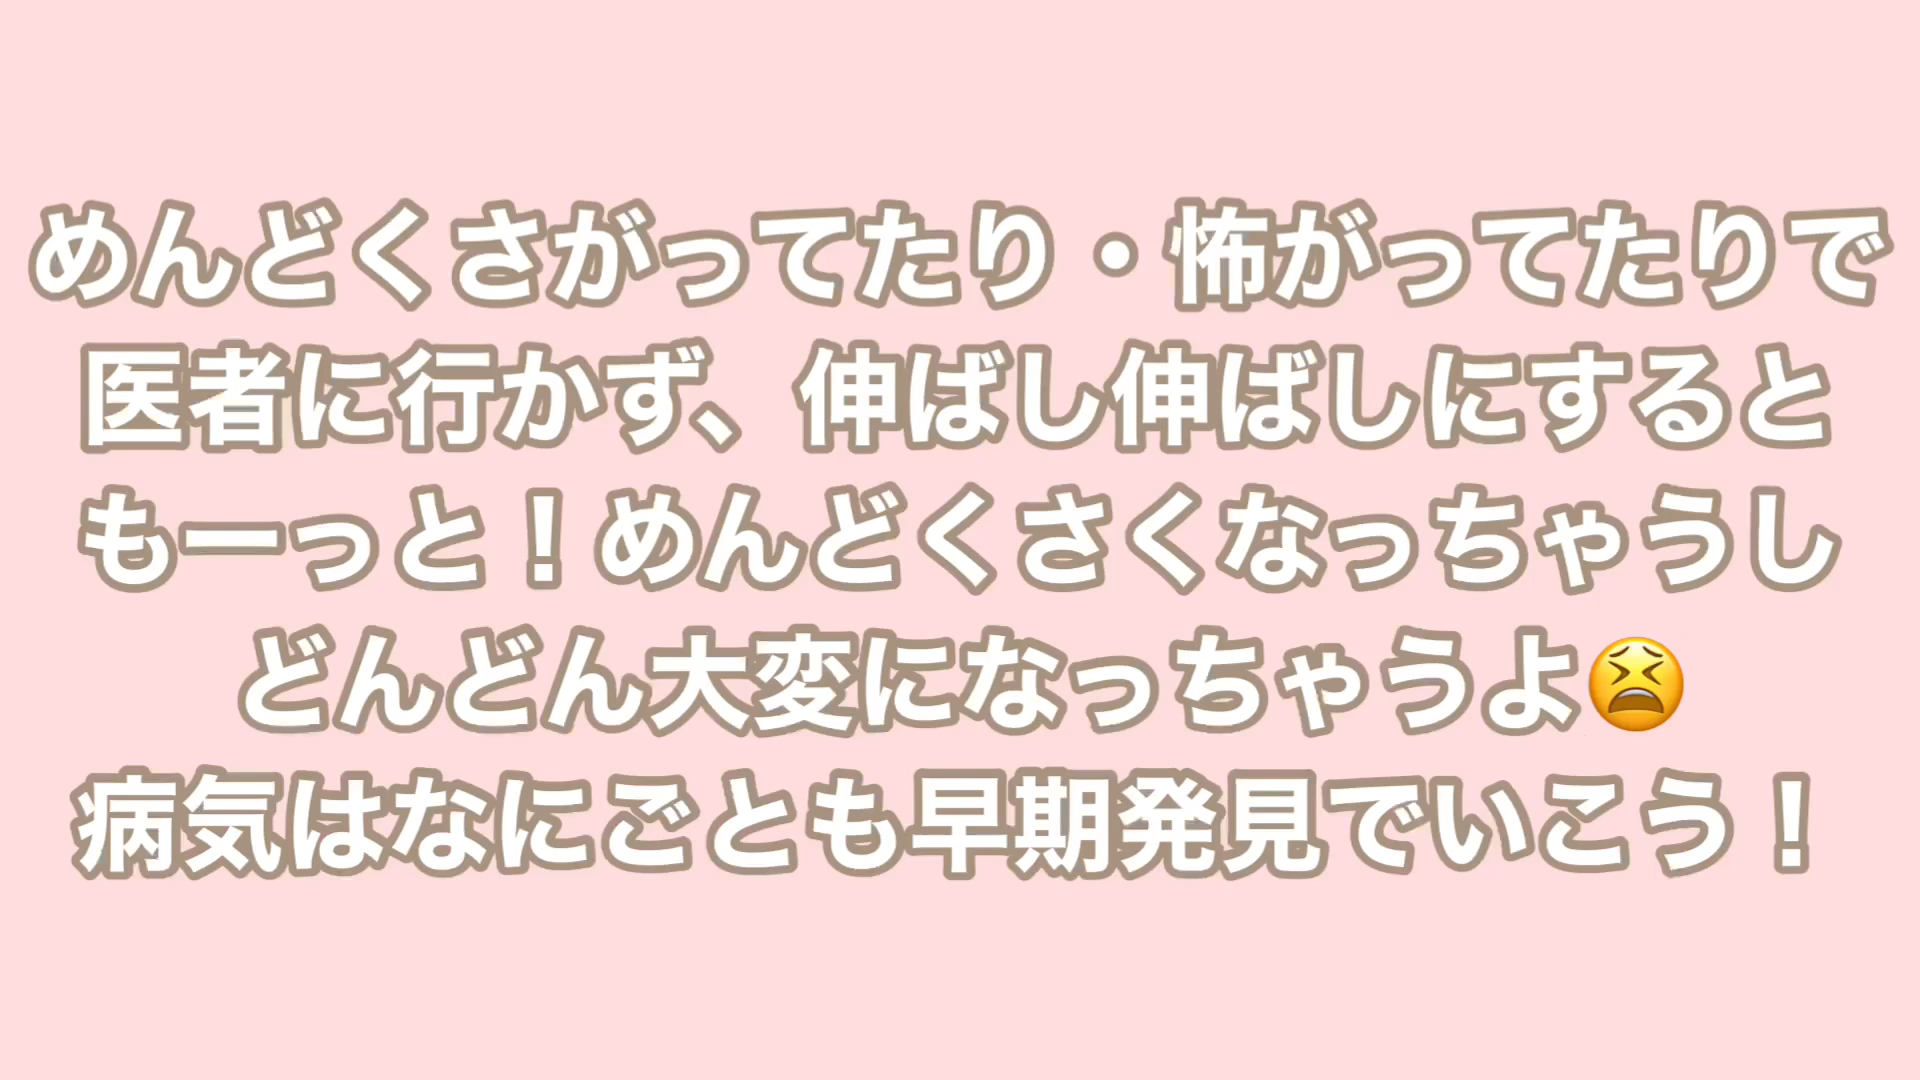 めんどくさがってたり・怖がってたりで
医者に行かず、伸ばし伸ばしにすると
もーっと！めんどくさくなっちゃうし
どんどん大変になっちゃうよ😫
病気はなにごとも早期発見でいこう！